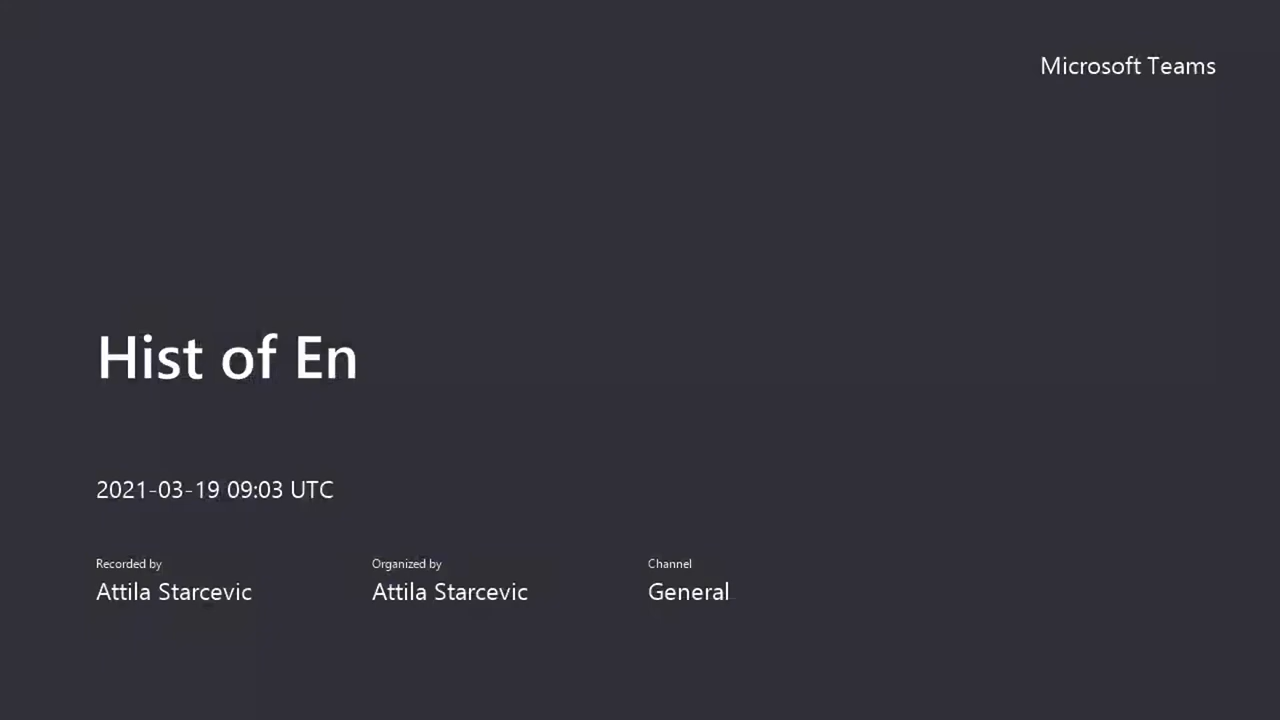 Microsoft Teams
Hist of En
2021-03-19 09:03 UTC
Recorded by
Attila Starcevic
Organized by
Attila Starcevic
Channel
General